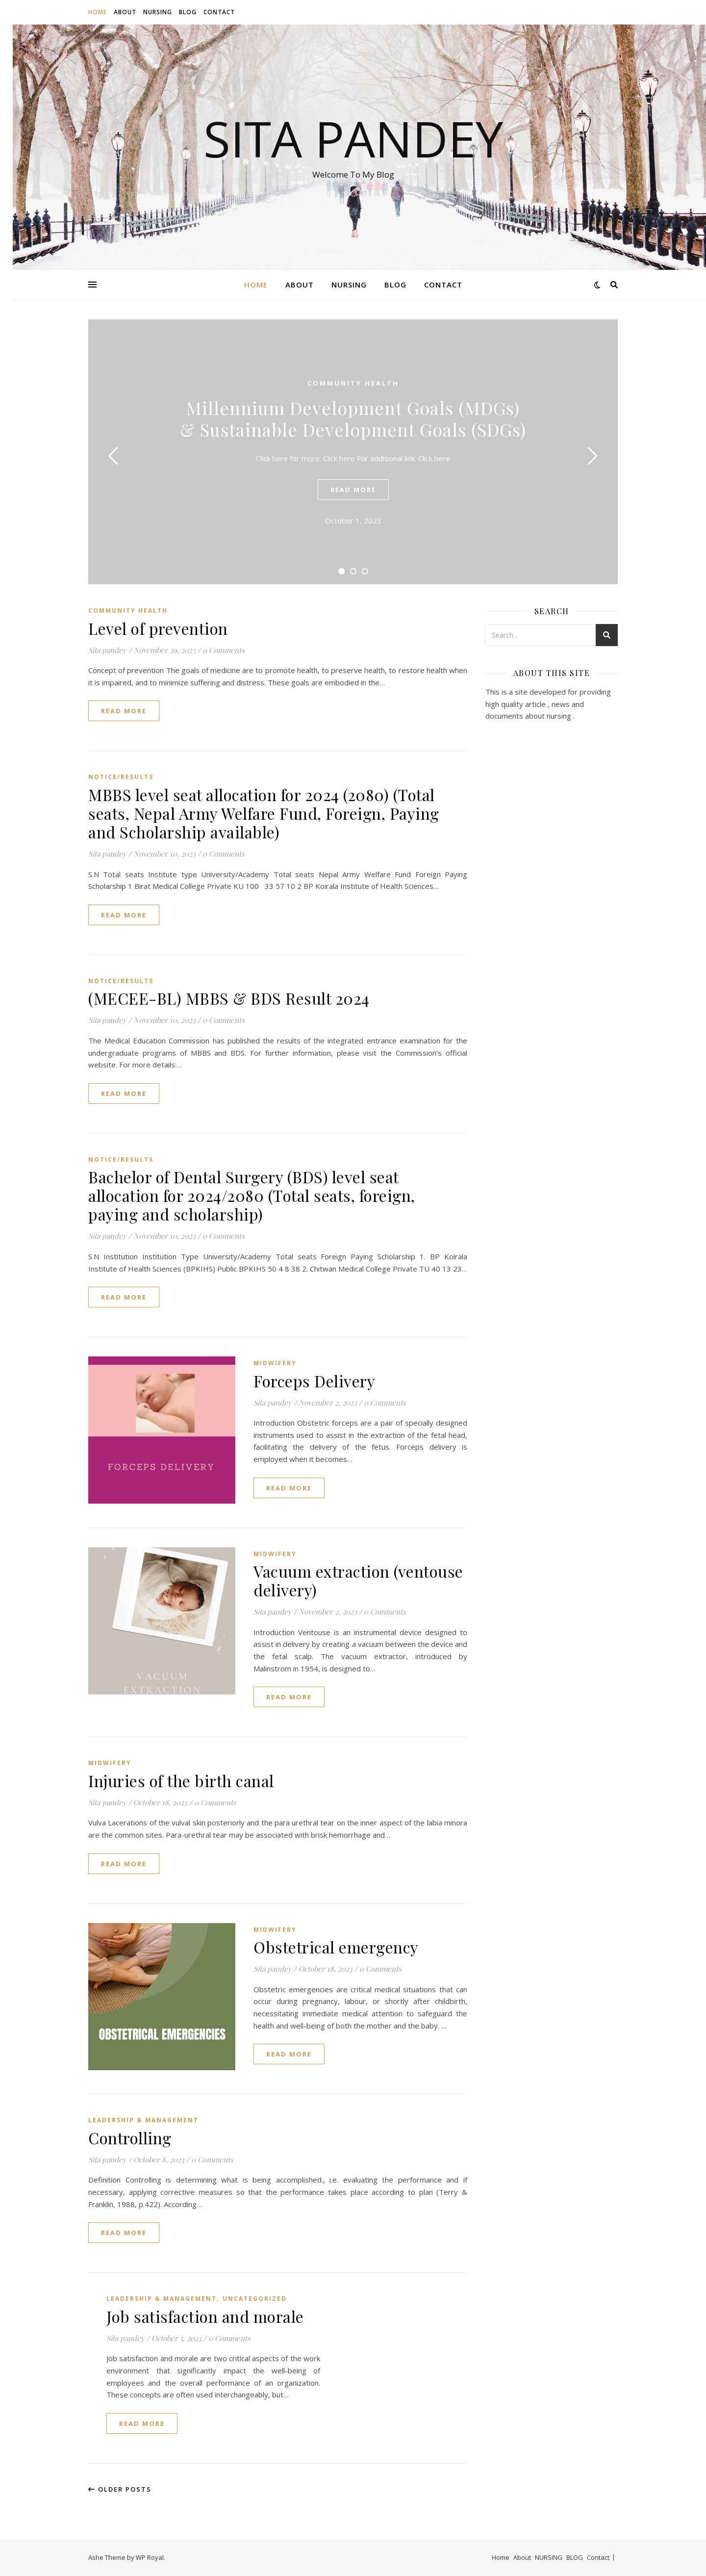 HOME ABOUT NURSING BLOG CONTACT
SITA PANDEY
Welcome To My Blog
HOME ABOUT NURSING BLOG CONTACT
COMMUNITY HEALTH
Millennium Development Goals (MDGs)
& Sustainable Development Goals (SDGs)
Click here for more: Click here For additional link: Click here
READ MORE
October 1, 2023
COMMUNITY HEALTH
Level of prevention
Sita pandey / November 29, 2023 / 0 Comments
Concept of prevention The goals of medicine are to promote health, to preserve health, to restore health when
it is impaired, and to minimize suffering and distress. These goals are embodied in the...
READ MORE
SEARCH
Search...
ABOUT THIS SITE
This is a site developed for providing
high quality article , news and
documents about nursing .
NOTICE/RESULTS
MBBS level seat allocation for 2024 (2080) (Total
seats, Nepal Army Welfare Fund, Foreign, Paying
and Scholarship available)
Sita pandey / November 10, 2023 / 0 Comments
S.N Total seats Institute type University/Academy Total seats Nepal Army Welfare Fund Foreign Paying
Scholarship 1 Birat Medical College Private KU 100 33 57 10 2 BP Koirala Institute of Health Sciences...
READ MORE
NOTICE/RESULTS
(MECEE-BL) MBBS & BDS Result 2024
Sita pandey / November 10, 2023 / 0 Comments
The Medical Education Commission has published the results of the integrated entrance examination for the
undergraduate programs of MBBS and BDS. For further information, please visit the Commission's official
website. For more details:...
READ MORE
NOTICE/RESULTS
Bachelor of Dental Surgery (BDS) level seat
allocation for 2024/2080 (Total seats, foreign,
paying and scholarship)
Sita pandey / November 10, 2023 / 0 Comments
S.N Institution Institution Type University/Academy Total seats Foreign Paying Scholarship 1. BP Koirala
Institute of Health Sciences (BPKIHS) Public BPKIHS 50 4 8 38 2. Chitwan Medical College Private TU 40 13 23...
READ MORE
FORCEPS DELIVERY
MIDWIFERY
Forceps Delivery
Sita pandey / November 2, 2023 / 0 Comments
Introduction Obstetric forceps are a pair of specially designed
instruments used to assist in the extraction of the fetal head,
facilitating the delivery of the fetus. Forceps delivery is
employed when it becomes...
READ MORE
VACUUM
EXTRACTION
MIDWIFERY
Vacuum extraction (ventouse
delivery)
Sita pandey / November 2, 2023 / 0 Comments
Introduction Ventouse is an instrumental device designed to
assist in delivery by creating a vacuum between the device and
the fetal scalp. The vacuum extractor, introduced by
Malinstrom in 1954, is designed to...
READ MORE
MIDWIFERY
Injuries of the birth canal
Sita pandey / October 18, 2023 / 0 Comments
Vulva Lacerations of the vulval skin posteriorly and the para urethral tear on the inner aspect of the labia minora
are the common sites. Para-urethral tear may be associated with brisk hemorrhage and...
READ MORE
OBSTETRICAL EMERGENCIES
MIDWIFERY
Obstetrical emergency
Sita pandey / October 18, 2023 / 0 Comments
Obstetric emergencies are critical medical situations that can
occur during pregnancy, labour, or shortly after childbirth,
necessitating immediate medical attention to safeguard the
health and well-being of both the mother and the baby. ...
READ MORE
LEADERSHIP & MANAGEMENT
Controlling
Sita pandey / October 8, 2023 / 0 Comments
Definition Controlling is determining what is being accomplished., i.e. evaluating the performance and if
necessary, applying corrective measures so that the performance takes place according to plan (Terry &
Franklin, 1988, p.422). According...
READ MORE
LEADERSHIP & MANAGEMENT, UNCATEGORIZED
Job satisfaction and morale
Sita pandey / October 5, 2023 / 0 Comments
Job satisfaction and morale are two critical aspects of the work
environment that significantly impact the well-being of
employees and the overall performance of an organization.
These concepts are often used interchangeably, but...
READ MORE
← OLDER POSTS
Ashe Theme by WP Royal.
Home About NURSING BLOG Contact |